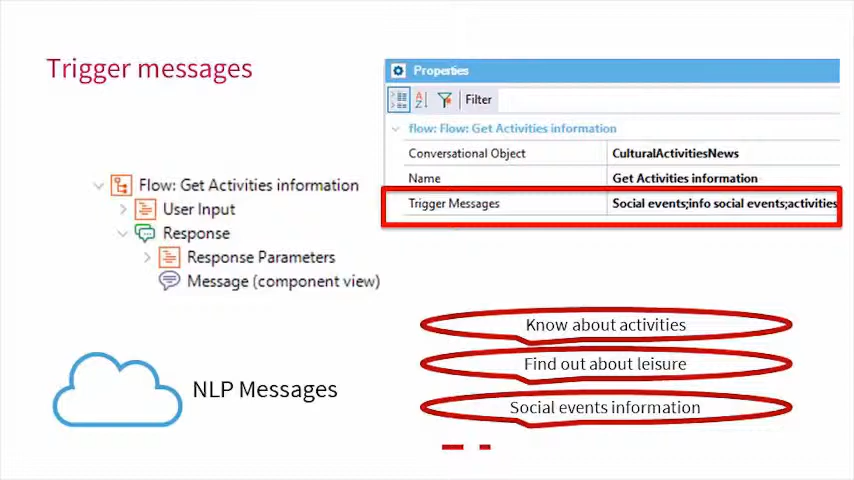 Trigger messages
Properties
Filter
flow: Flow: Get Activities information
Conversational Object CulturalActivitiesNews
Name Get Activities information
Trigger Messages Social events;info social events;activities
Flow: Get Activities information
User Input
Response
Response Parameters
Message (component view)
NLP Messages
Know about activities
Find out about leisure
Social events information